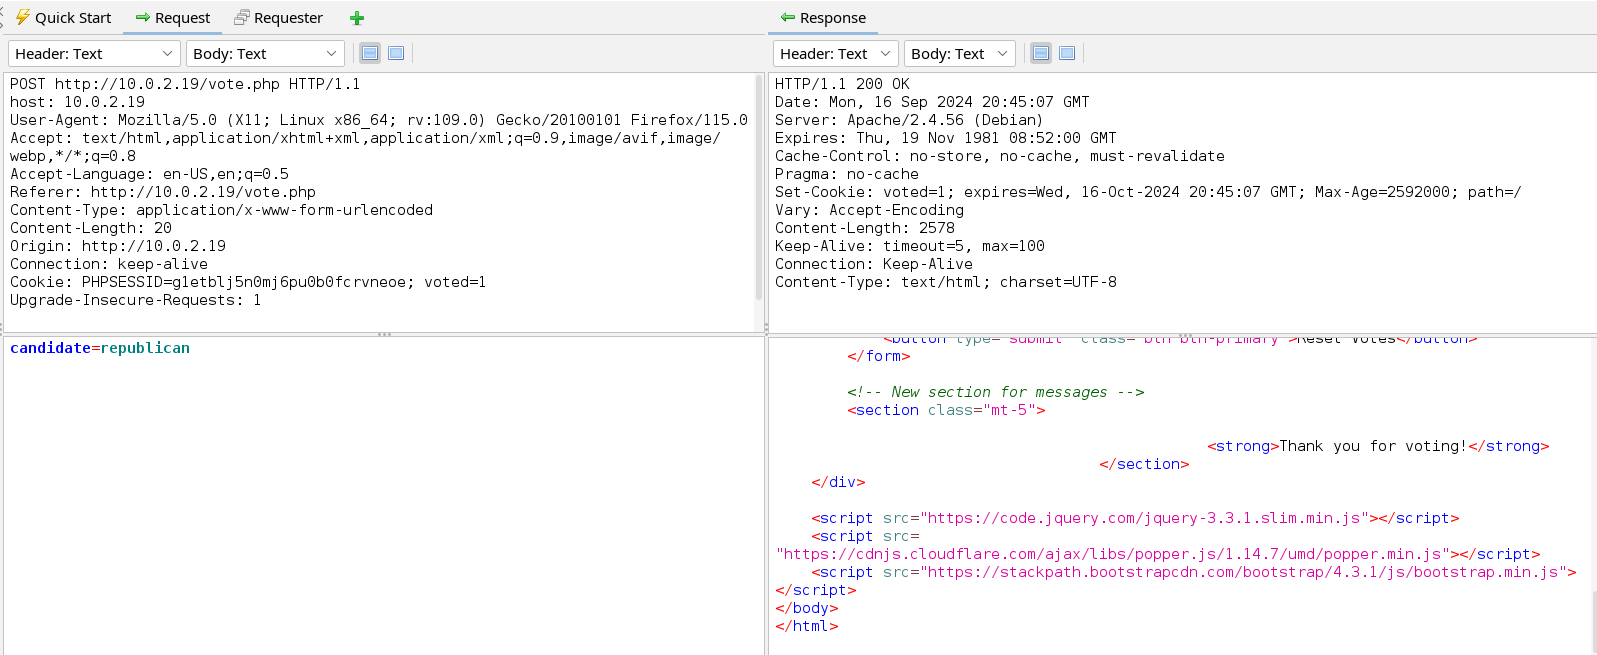 Quick Start Request Requester
Header: Text Body: Text
POST http://10.0.2.19/vote.php HTTP/1.1
host: 10.0.2.19
User-Agent: Mozilla/5.0 (X11; Linux x86_64; rv:109.0) Gecko/20100101 Firefox/115.0
Accept: text/html,application/xhtml+xml,application/xml;q=0.9,image/avif,image/
webp,*/*;q=0.8
Accept-Language: en-US,en;q=0.5
Referer: http://10.0.2.19/vote.php
Content-Type: application/x-www-form-urlencoded
Content-Length: 20
Origin: http://10.0.2.19
Connection: keep-alive
Cookie: PHPSESSID=g1etblj5n0mj6pu0b0fcrvneoe; voted=1
Upgrade-Insecure-Requests: 1
candidate=republican
Response
Header: Text Body: Text
HTTP/1.1 200 OK
Date: Mon, 16 Sep 2024 20:45:07 GMT
Server: Apache/2.4.56 (Debian)
Expires: Thu, 19 Nov 1981 08:52:00 GMT
Cache-Control: no-store, no-cache, must-revalidate
Pragma: no-cache
Set-Cookie: voted=1; expires=Wed, 16-Oct-2024 20:45:07 GMT; Max-Age=2592000; path=/
Vary: Accept-Encoding
Content-Length: 2578
Keep-Alive: timeout=5, max=100
Connection: Keep-Alive
Content-Type: text/html; charset=UTF-8
<button type="submit" class="btn btn-primary">Reset Votes</button>
</form>
<!-- New section for messages -->
<section class="mt-5">
<strong>Thank you for voting!</strong>
</section>
</div>
<script src="https://code.jquery.com/jquery-3.3.1.slim.min.js"></script>
<script src=
"https://cdnjs.cloudflare.com/ajax/libs/popper.js/1.14.7/umd/popper.min.js"></script>
<script src="https://stackpath.bootstrapcdn.com/bootstrap/4.3.1/js/bootstrap.min.js">
</script>
</body>
</html>